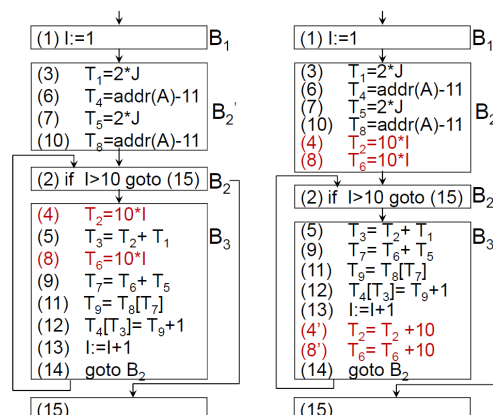 (1) I:=1 B₁
(3) T₁=2*J
(6) T₄=addr(A)-11
(7) T₅=2*J
(10) T₈=addr(A)-11
B₂'
(2) if I>10 goto (15) B₂
(4) T₂=10*I
(5) T₃= T₂+ T₁
(8) T₆=10*I
(9) T₇= T₆+ T₅
(11) T₉= T₈[T₇]
(12) T₄[T₃]= T₉+1
(13) I:=I+1
(14) goto B₂
B₃
(15)
(1) I:=1 B₁
(3) T₁=2*J
(6) T₄=addr(A)-11
(7) T₅=2*J
(10) T₈=addr(A)-11
(4) T₂=10*I
(8) T₆=10*I
B₂'
(2) if I>10 goto (15) B₂
(5) T₃= T₂+ T₁
(9) T₇= T₆+ T₅
(11) T₉= T₈[T₇]
(12) T₄[T₃]= T₉+1
(13) I:=I+1
(4') T₂= T₂ +10
(8') T₆= T₆ +10
(14) goto B₂
B₃
(15)